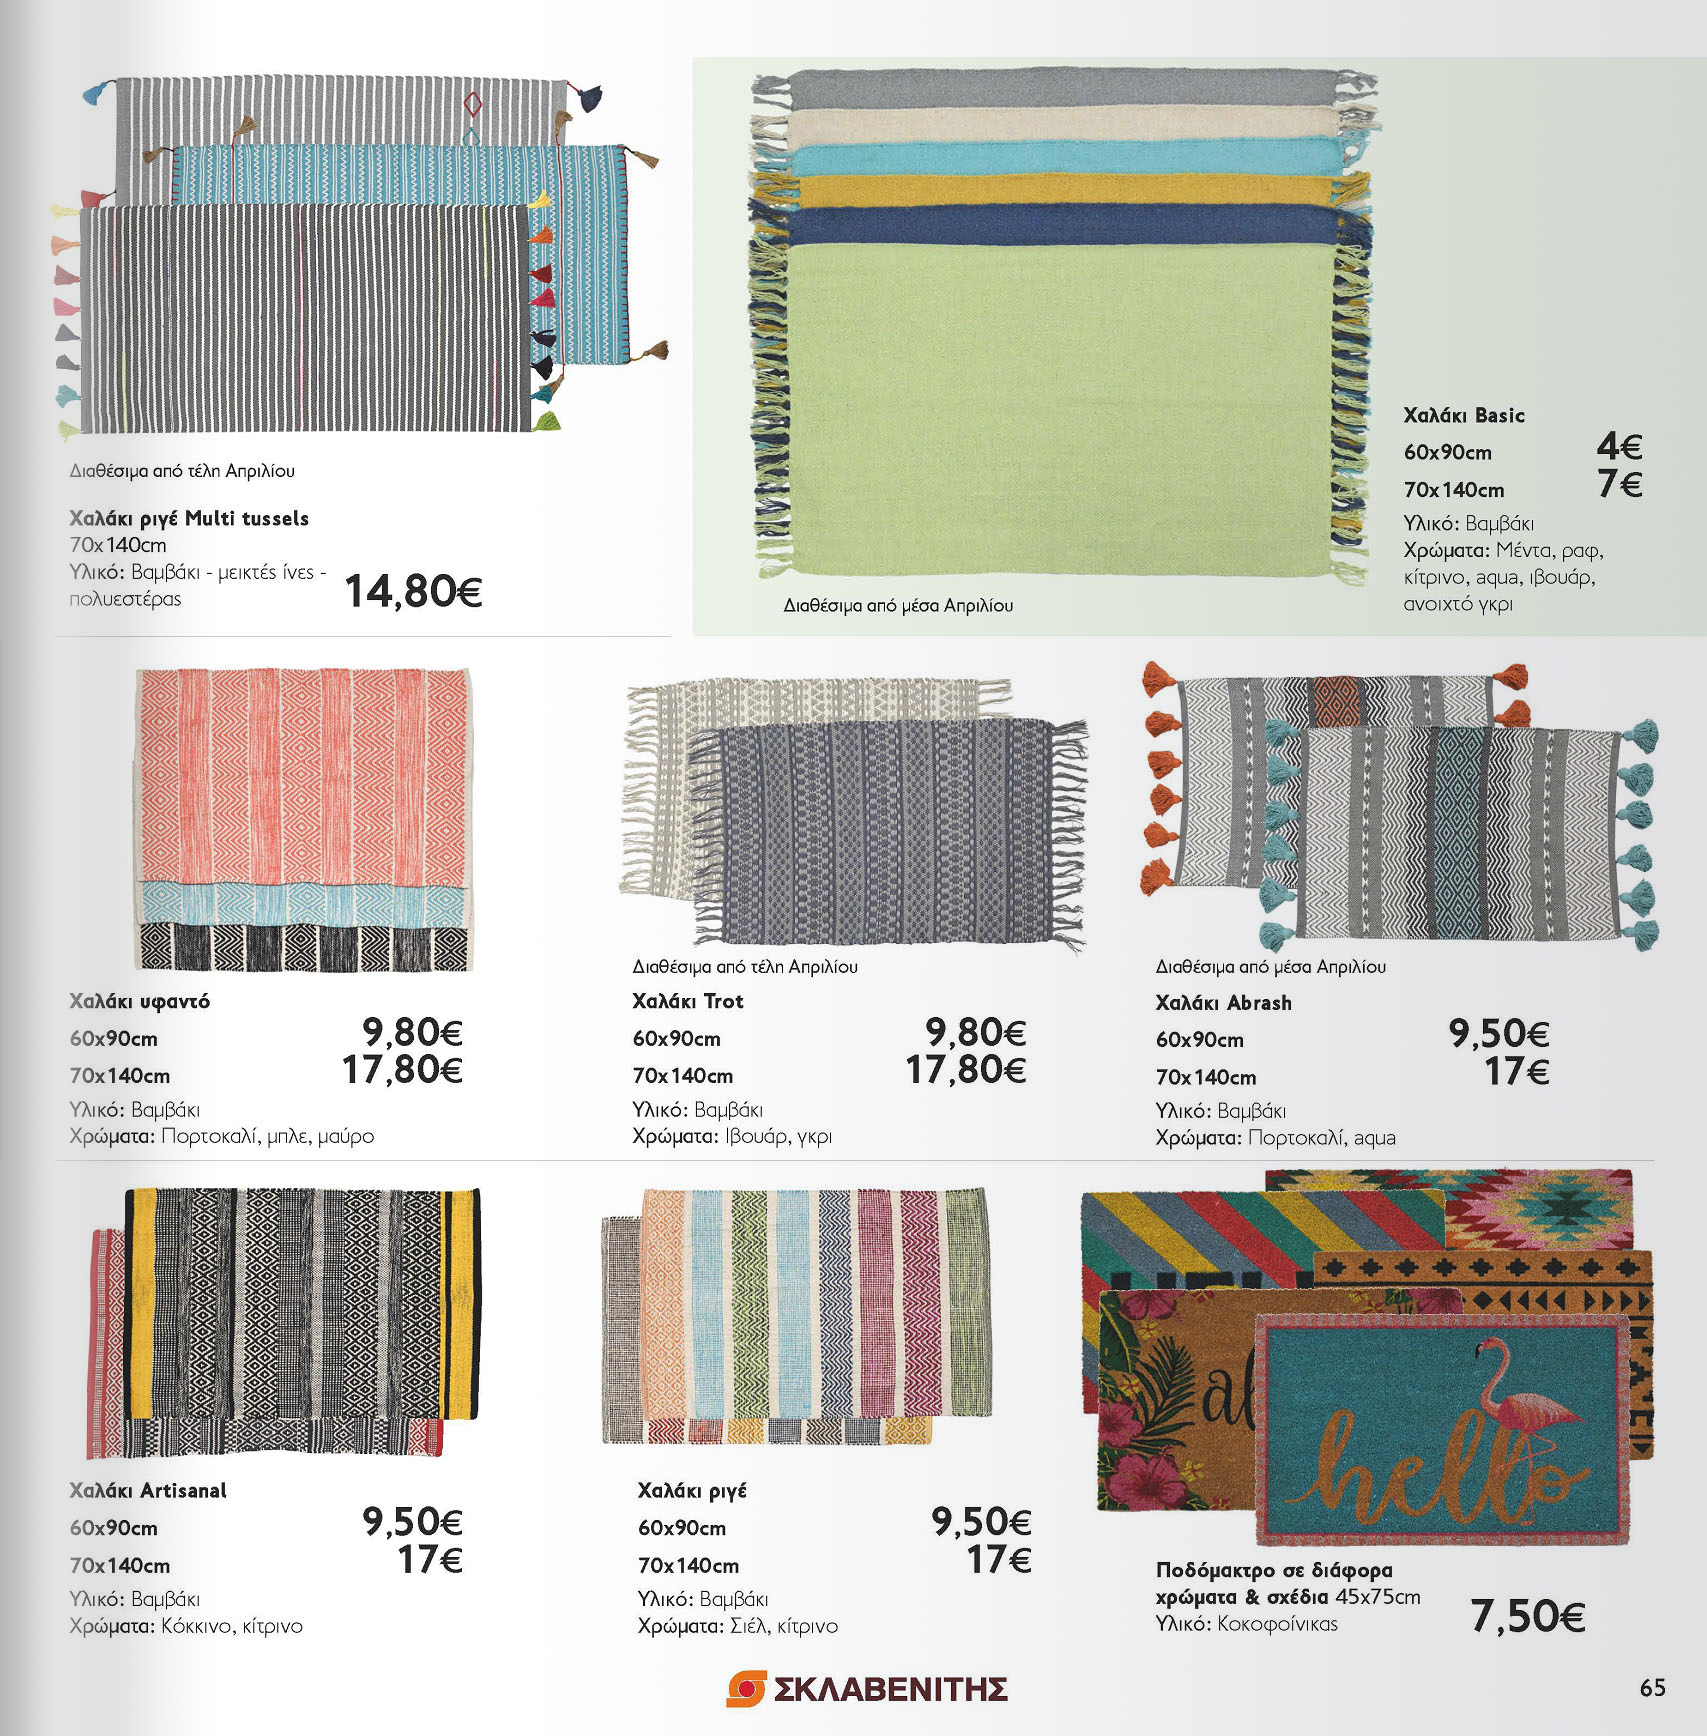 Διαθέσιμα από τέλη Απριλίου
Χαλάκι ριγέ Multi tussels
70x140cm
Υλικό: Βαμβάκι - μεικτές ίνες -
πολυεστέρας
14,80€
Διαθέσιμα από μέσα Απριλίου
Χαλάκι Basic
60x90cm 4€
70x140cm 7€
Υλικό: Βαμβάκι
Χρώματα: Μέντα, ραφ,
κίτρινο, aqua, ιβουάρ,
ανοιχτό γκρι
Χαλάκι υφαντό
60x90cm 9,80€
70x140cm 17,80€
Υλικό: Βαμβάκι
Χρώματα: Πορτοκαλί, μπλε, μαύρο
Διαθέσιμα από τέλη Απριλίου
Χαλάκι Trot
60x90cm 9,80€
70x140cm 17,80€
Υλικό: Βαμβάκι
Χρώματα: Ιβουάρ, γκρι
Διαθέσιμα από μέσα Απριλίου
Χαλάκι Abrash
60x90cm 9,50€
70x140cm 17€
Υλικό: Βαμβάκι
Χρώματα: Πορτοκαλί, aqua
Χαλάκι Artisanal
60x90cm 9,50€
70x140cm 17€
Υλικό: Βαμβάκι
Χρώματα: Κόκκινο, κίτρινο
Χαλάκι ριγέ
60x90cm 9,50€
70x140cm 17€
Υλικό: Βαμβάκι
Χρώματα: Σιέλ, κίτρινο
hello
Ποδόμακτρο σε διάφορα
χρώματα & σχέδια 45x75cm
Υλικό: Κοκοφοίνικας
7,50€
ΣΚΛΑΒΕΝΙΤΗΣ
65